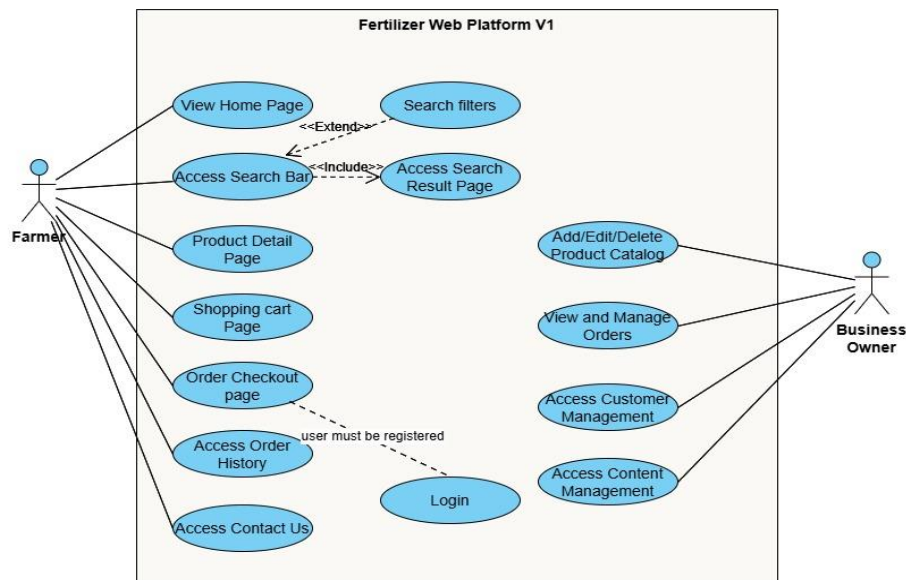 Fertilizer Web Platform V1
View Home Page
Search filters
<<Extend>>
Access Search Bar
<<Include>>
Access Search
Result Page
Farmer
Product Detail
Page
Add/Edit/Delete
Product Catalog
Shopping cart
Page
View and Manage
Orders
Business
Owner
Order Checkout
page
Access Customer
Management
user must be registered
Access Order
History
Access Content
Management
Login
Access Contact Us